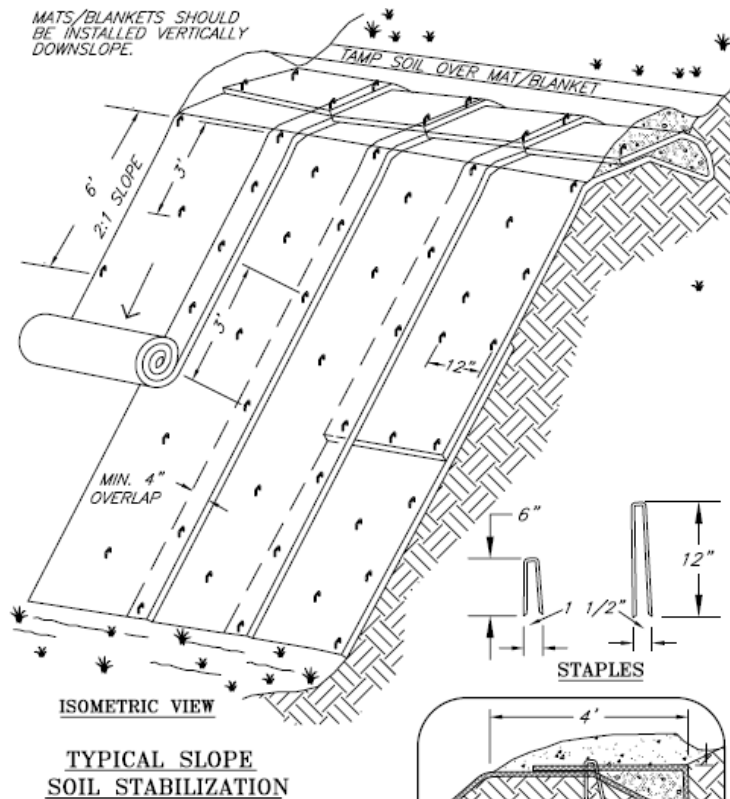 MATS/BLANKETS SHOULD
BE INSTALLED VERTICALLY
DOWNSLOPE.
TAMP SOIL OVER MAT/BLANKET
6'
2:1 SLOPE
3'
3'
12"
MIN. 4"
OVERLAP
6"
12"
1 1/2"
STAPLES
ISOMETRIC VIEW
4'
TYPICAL SLOPE
SOIL STABILIZATION